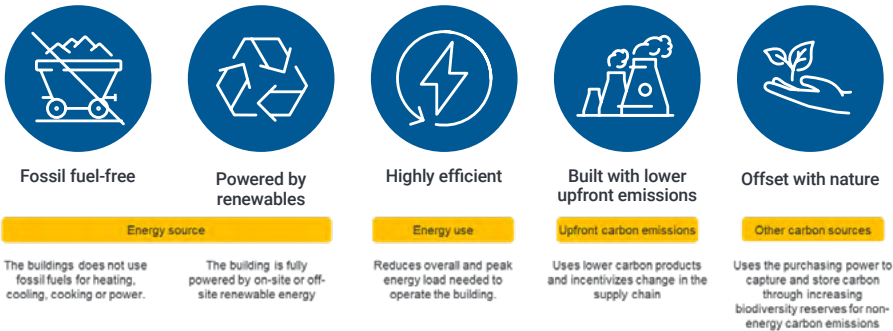 Fossil fuel-free
Powered by
renewables
Highly efficient
Built with lower
upfront emissions
Offset with nature
Energy source
Energy use
Upfront carbon emissions
Other carbon sources
The buildings does not use
fossil fuels for heating,
cooling, cooking or power.
The building is fully
powered by on-site or off-
site renewable energy
Reduces overall and peak
energy load needed to
operate the building.
Uses lower carbon products
and incentivizes change in the
supply chain
Uses the purchasing power to
capture and store carbon
through increasing
biodiversity reserves for non-
energy carbon emissions